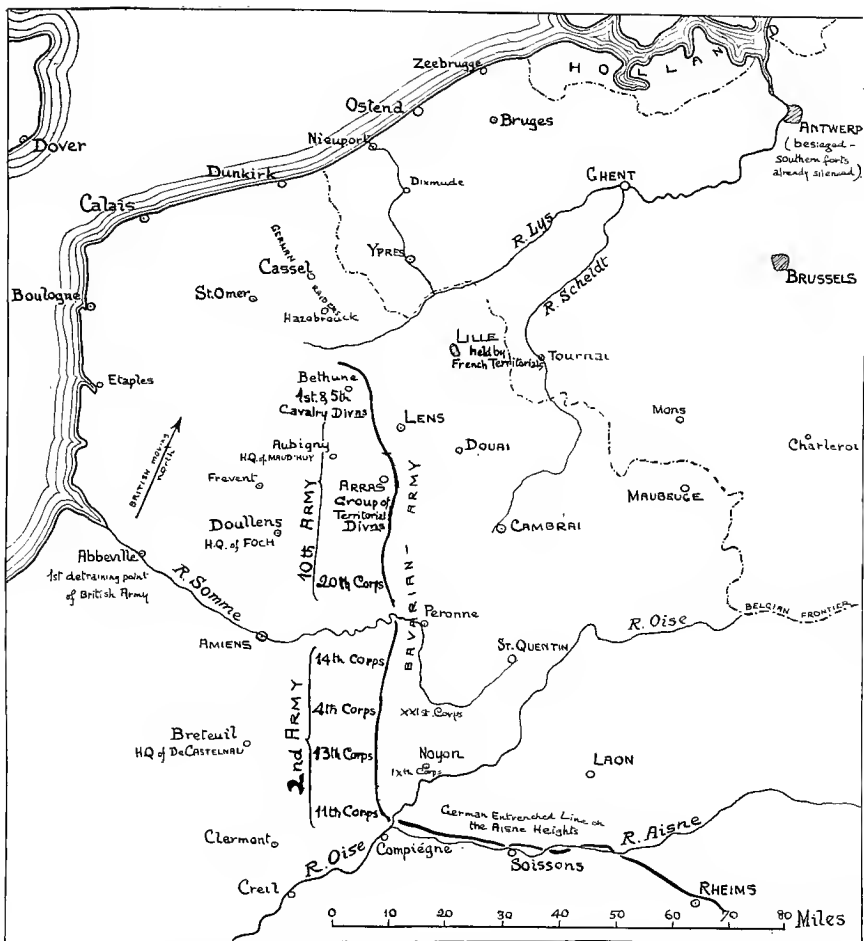 HOLLAND
Zeebrugge
Ostend
Bruges
Nieuport
Dover
Dunkirk
Dixmude
GHENT
ANTWERP
(besieged-
southern forts
already silenced)
Calais
R. Lys
YPRES
GERMAN
RAIDERS
Cassel
R. Scheldt
BRUSSELS
Boulogne
St. Omer
Hazebrouck
LILLE
held by
French Territorials
Tournai
Etaples
Bethune
1st. & 5th
Cavalry Divns
LENS
Mons
Charleroi
Aubigny
H.Q. of MAUD'HUY
DOUAI
BRITISH MOVING
north
Frevent
ARRAS
Group of
Territorial
Divns
MAUBEUGE
Doullens
H.Q. of FOCH
10th ARMY
BAVARIAN - ARMY
CAMBRAI
Abbeville
1st detraining point
of British Army
R. Somme
20th Corps
Peronne
BELGIAN FRONTIER
AMIENS
R. Oise
ST. QUENTIN
14th Corps
2nd ARMY
4th Corps
XXIst Corps
Breteuil
H.Q. of DeCASTELNAU
13th Corps
Noyon
IXth Corps
LAON
11th Corps
German Entrenched Line on
the Aisne Heights
R. Aisne
Clermont
R. Oise
Compiégne
Soissons
Creil
RHEIMS
0 10 20 30 40 50 60 70 80 Miles